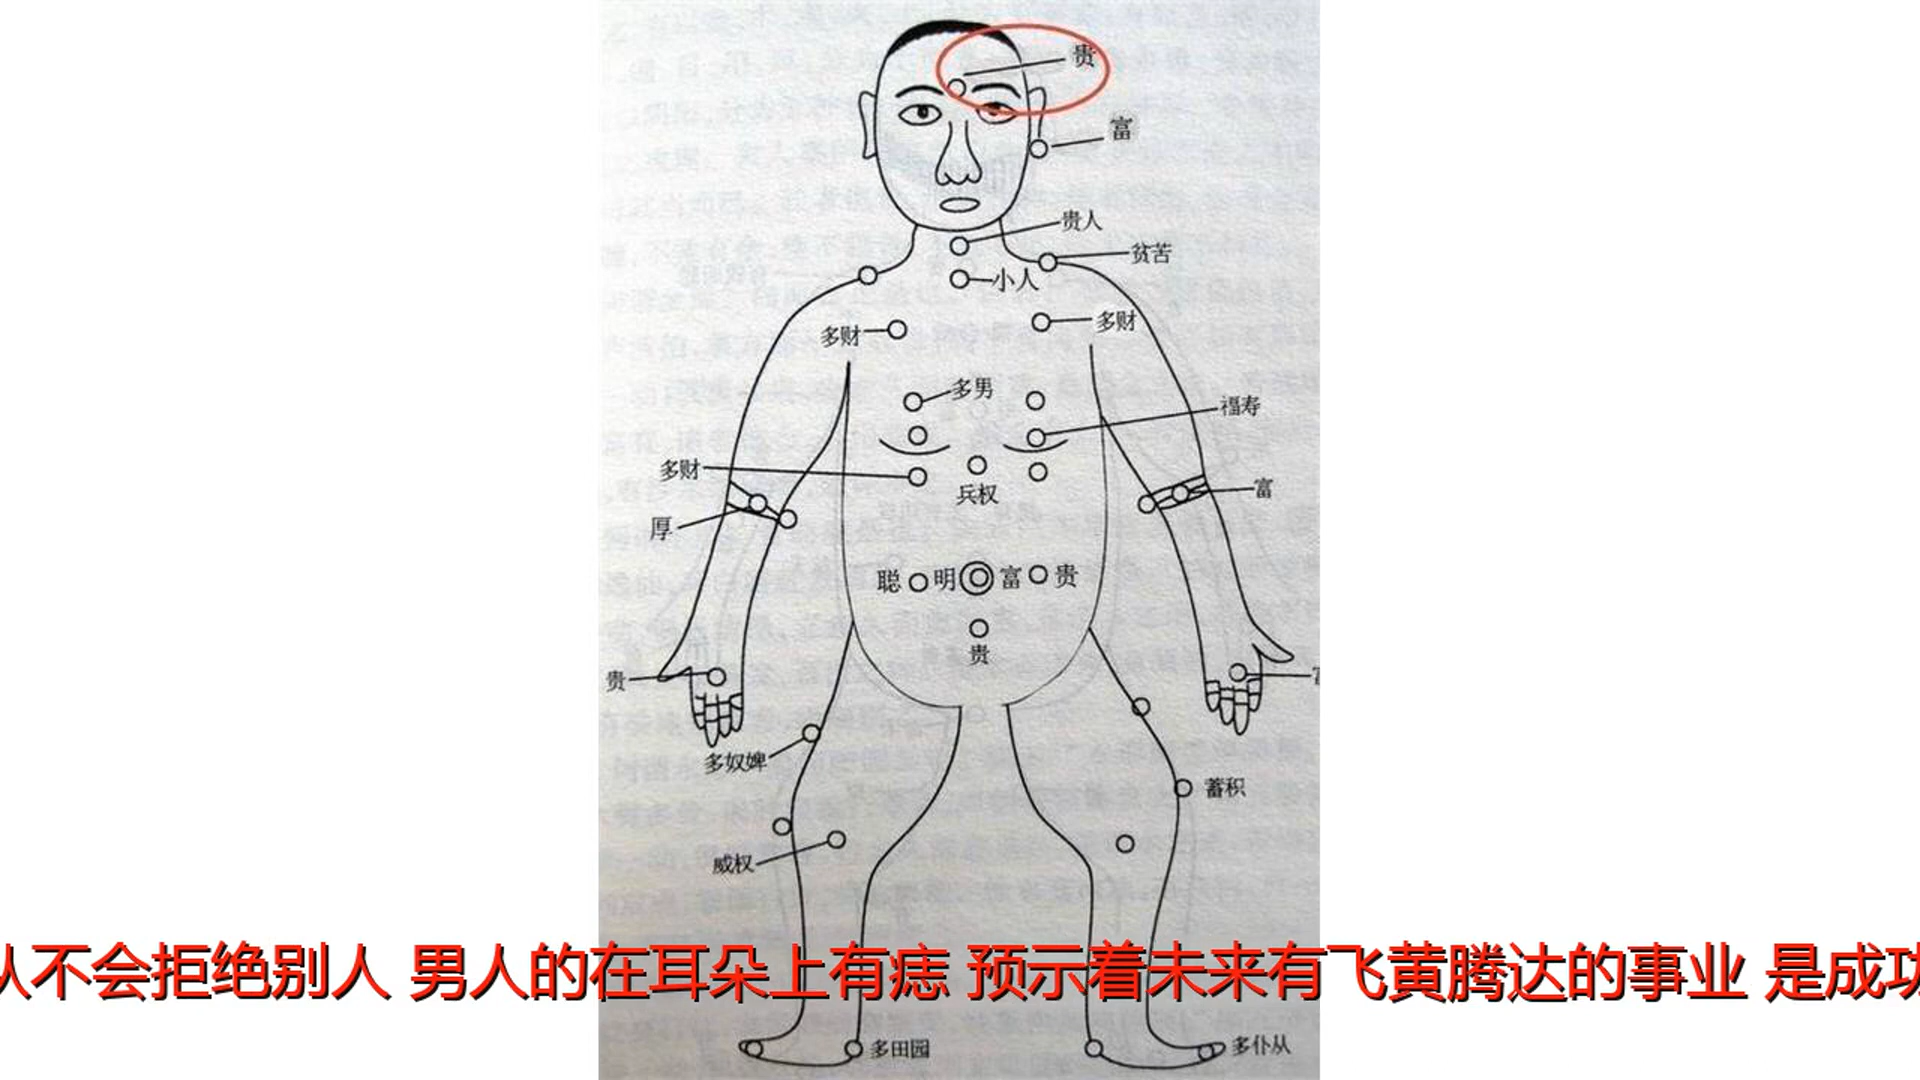 贵
富
贵人
贫苦
小人
多财
多财
多男
福寿
多财
兵权
富
厚
聪 明 富 贵
贵
贵
多奴婢
蓄积
威权
从不会拒绝别人 男人的在耳朵上有痣 预示着未来有飞黄腾达的事业 是成功
多田园
多仆从